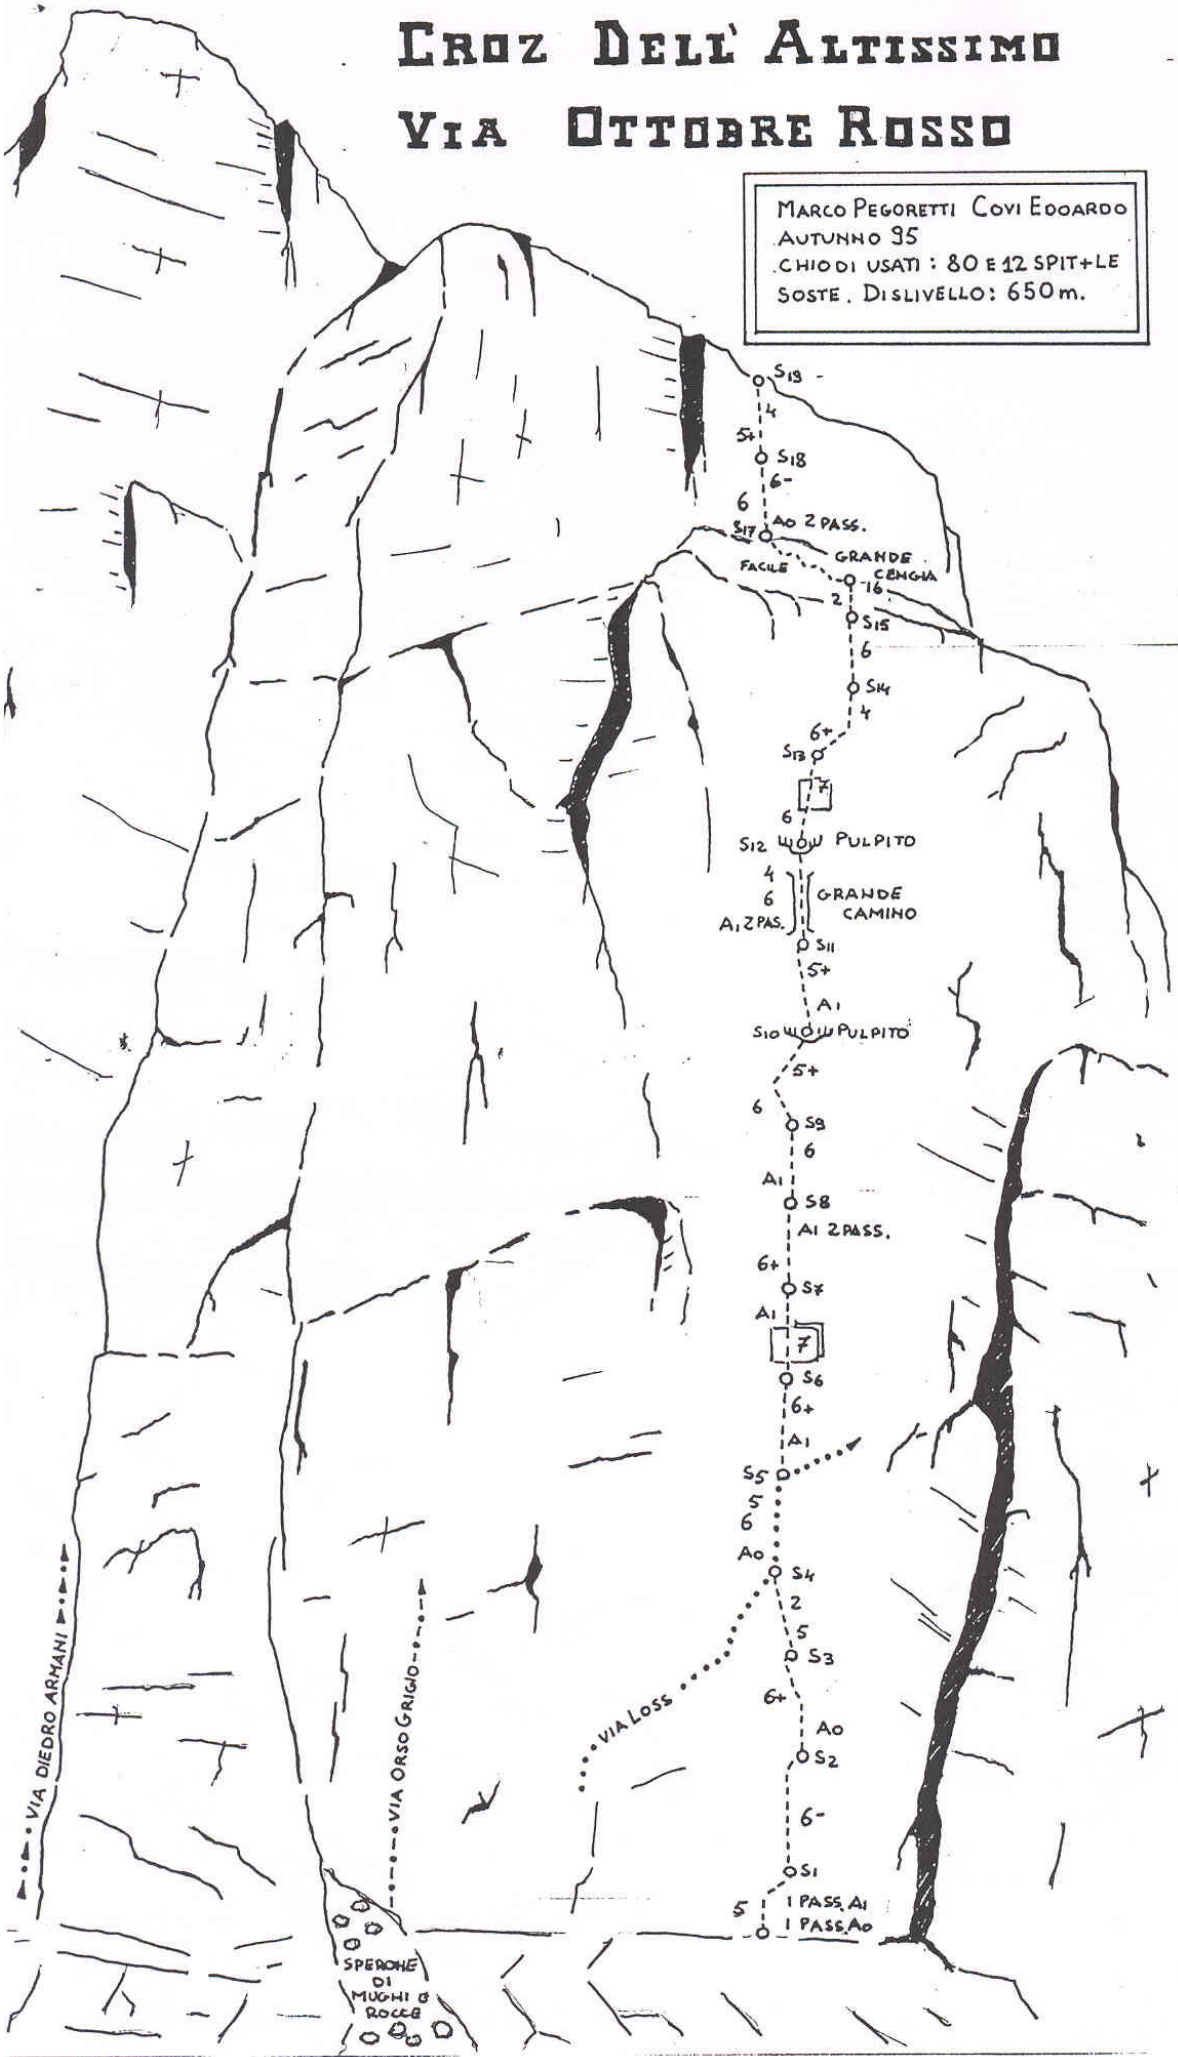 CROZ DELL' ALTISSIMO
VIA OTTOBRE ROSSO
MARCO PEGORETTI COVI EDOARDO
AUTUNNO 95
CHIODI USATI : 80 E 12 SPIT+LE
SOSTE. DISLIVELLO: 650m.
S19
4
5+
S18
6-
6
S17 A0 2 PASS.
GRANDE
FACILE
CENGIA
16
2
S15
6
S14
4
6+
S13
7
6
S12 PULPITO
4
6 GRANDE
A1 2 PAS. CAMINO
S11
5+
A1
S10 PULPITO
5+
6
S9
6
A1
S8
A1 2PASS.
6+
S7
A1
7
S6
6+
A1
S5
5
6
A0
S4
2
5
S3
6+
A0
S2
6-
S1
5 1 PASS. A1
1 PASS. A0
VIA LOSS
VIA ORSO GRIGIO
VIA DIEDRO ARMANI
SPERONE
DI
MUGHI E
ROCCE